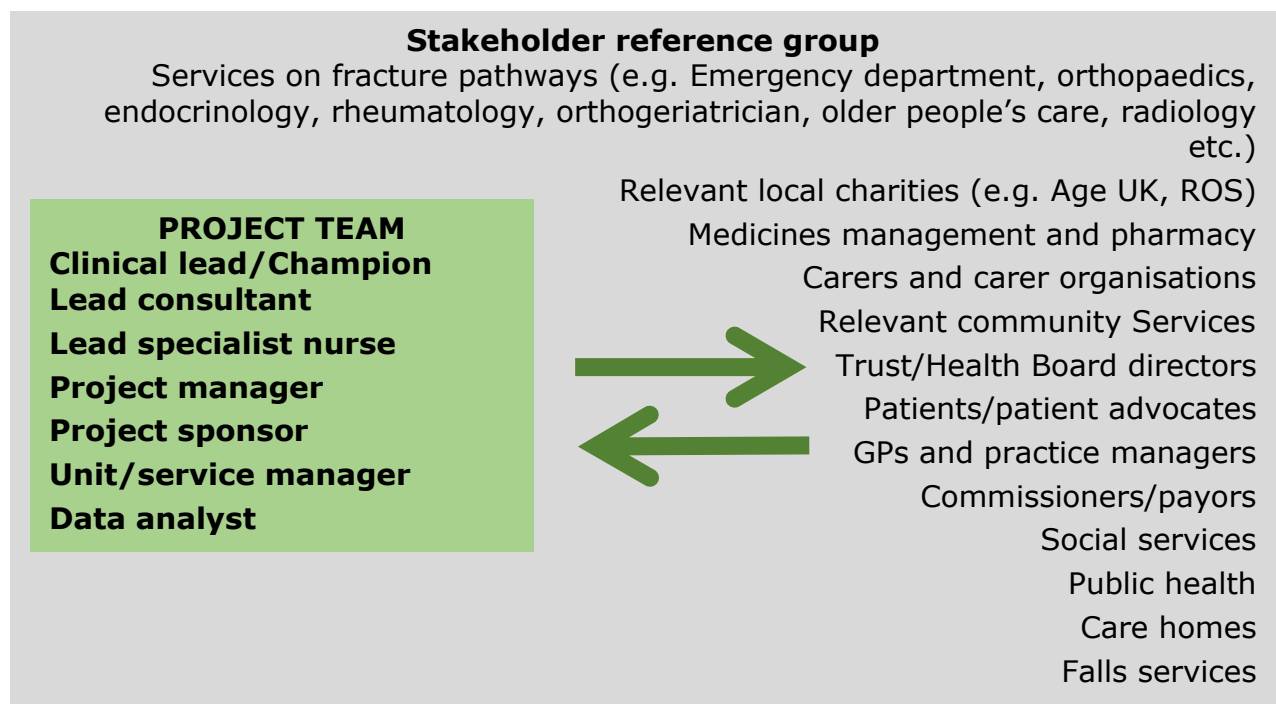 Stakeholder reference group
Services on fracture pathways (e.g. Emergency department, orthopaedics,
endocrinology, rheumatology, orthogeriatrician, older people’s care, radiology
etc.)
Relevant local charities (e.g. Age UK, ROS)
Medicines management and pharmacy
Carers and carer organisations
Relevant community Services
Trust/Health Board directors
Patients/patient advocates
GPs and practice managers
Commissioners/payors
Social services
Public health
Care homes
Falls services
PROJECT TEAM
Clinical lead/Champion
Lead consultant
Lead specialist nurse
Project manager
Project sponsor
Unit/service manager
Data analyst